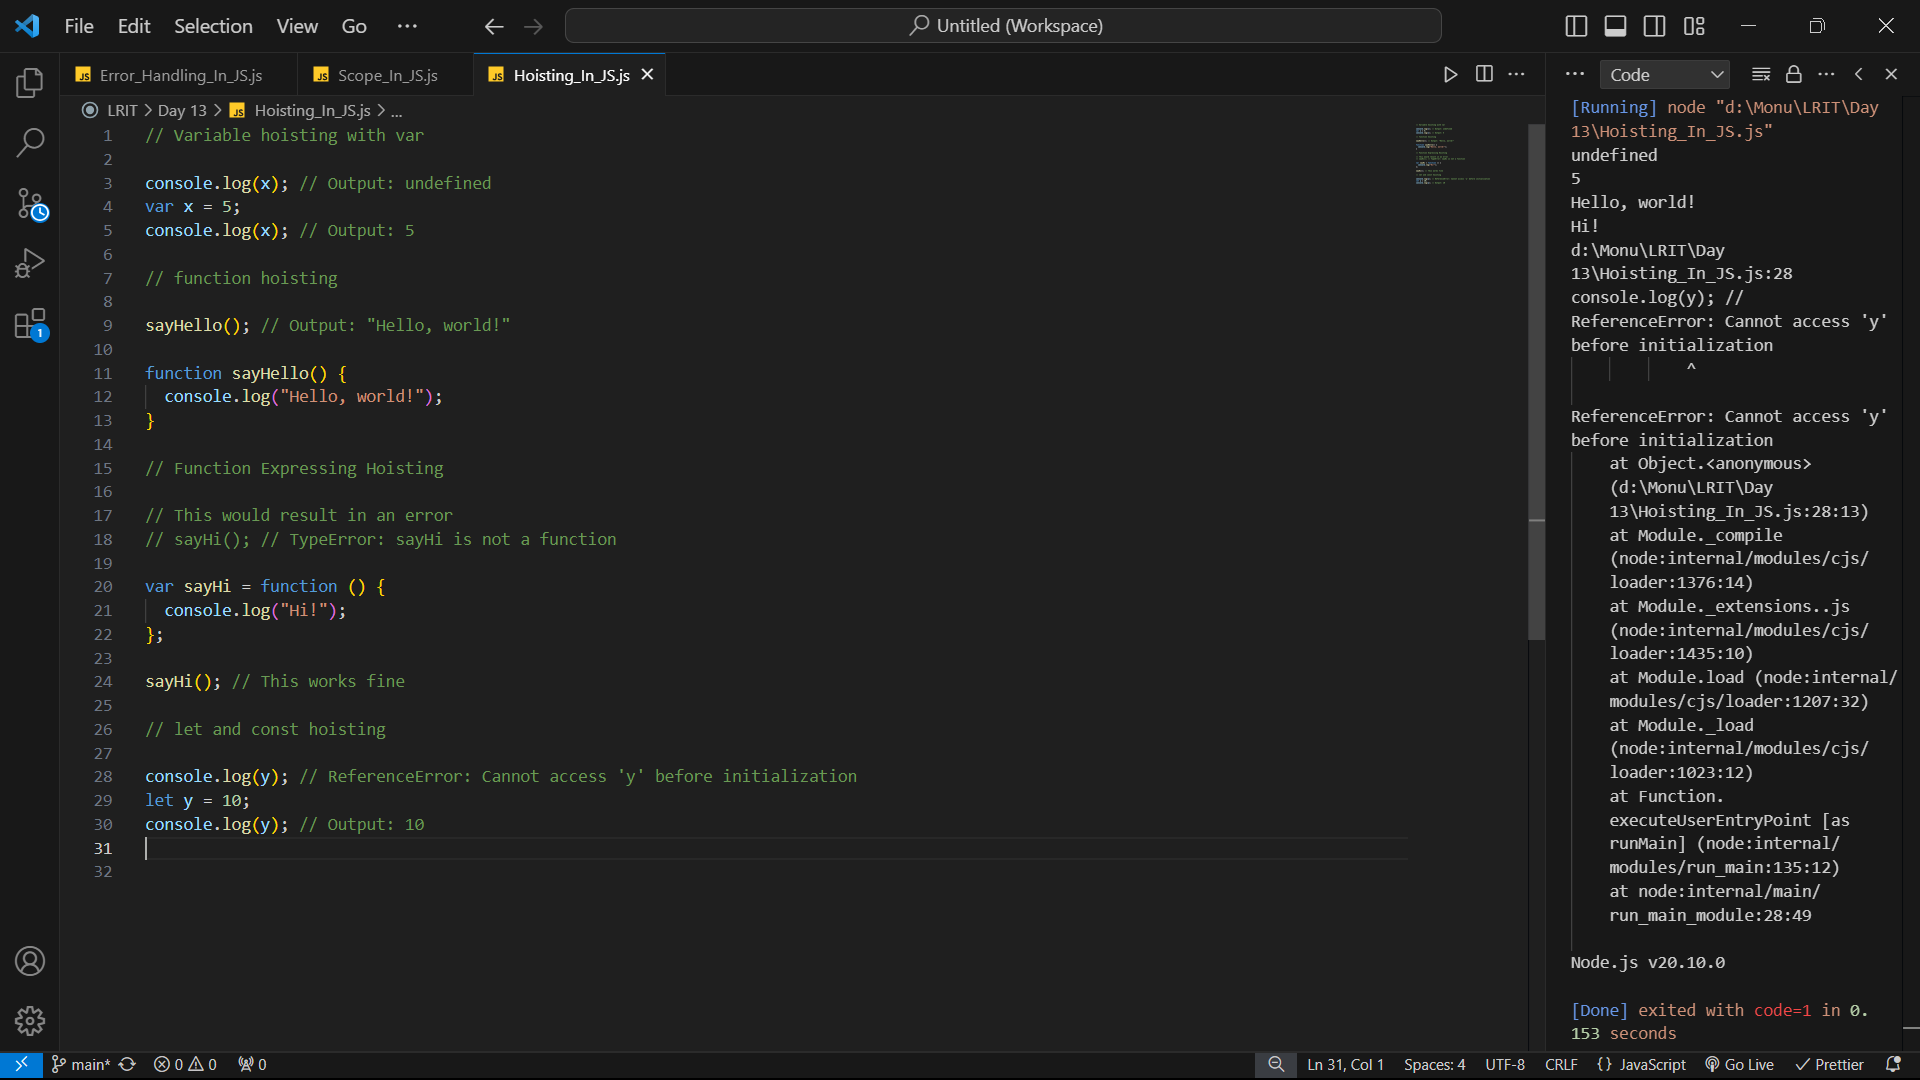 File Edit Selection View Go ··· Untitled (Workspace)
JS Error_Handling_In_JS.js JS Scope_In_JS.js JS Hoisting_In_JS.js
LRIT > Day 13 > JS Hoisting_In_JS.js > ...
1 // Variable hoisting with var
2
3 console.log(x); // Output: undefined
4 var x = 5;
5 console.log(x); // Output: 5
6
7 // function hoisting
8
9 sayHello(); // Output: "Hello, world!"
10
11 function sayHello() {
12 console.log("Hello, world!");
13 }
14
15 // Function Expressing Hoisting
16
17 // This would result in an error
18 // sayHi(); // TypeError: sayHi is not a function
19
20 var sayHi = function () {
21 console.log("Hi!");
22 };
23
24 sayHi(); // This works fine
25
26 // let and const hoisting
27
28 console.log(y); // ReferenceError: Cannot access 'y' before initialization
29 let y = 10;
30 console.log(y); // Output: 10
31
32
1
··· Code
[Running] node "d:\Monu\LRIT\Day
13\Hoisting_In_JS.js"
undefined
5
Hello, world!
Hi!
d:\Monu\LRIT\Day
13\Hoisting_In_JS.js:28
console.log(y); //
ReferenceError: Cannot access 'y'
before initialization
^
ReferenceError: Cannot access 'y'
before initialization
at Object.<anonymous>
(d:\Monu\LRIT\Day
13\Hoisting_In_JS.js:28:13)
at Module._compile
(node:internal/modules/cjs/
loader:1376:14)
at Module._extensions..js
(node:internal/modules/cjs/
loader:1435:10)
at Module.load (node:internal/
modules/cjs/loader:1207:32)
at Module._load
(node:internal/modules/cjs/
loader:1023:12)
at Function.
executeUserEntryPoint [as
runMain] (node:internal/
modules/run_main:135:12)
at node:internal/main/
run_main_module:28:49
Node.js v20.10.0
[Done] exited with code=1 in 0.
153 seconds
main* 0 0 0 Ln 31, Col 1 Spaces: 4 UTF-8 CRLF {} JavaScript Go Live Prettier